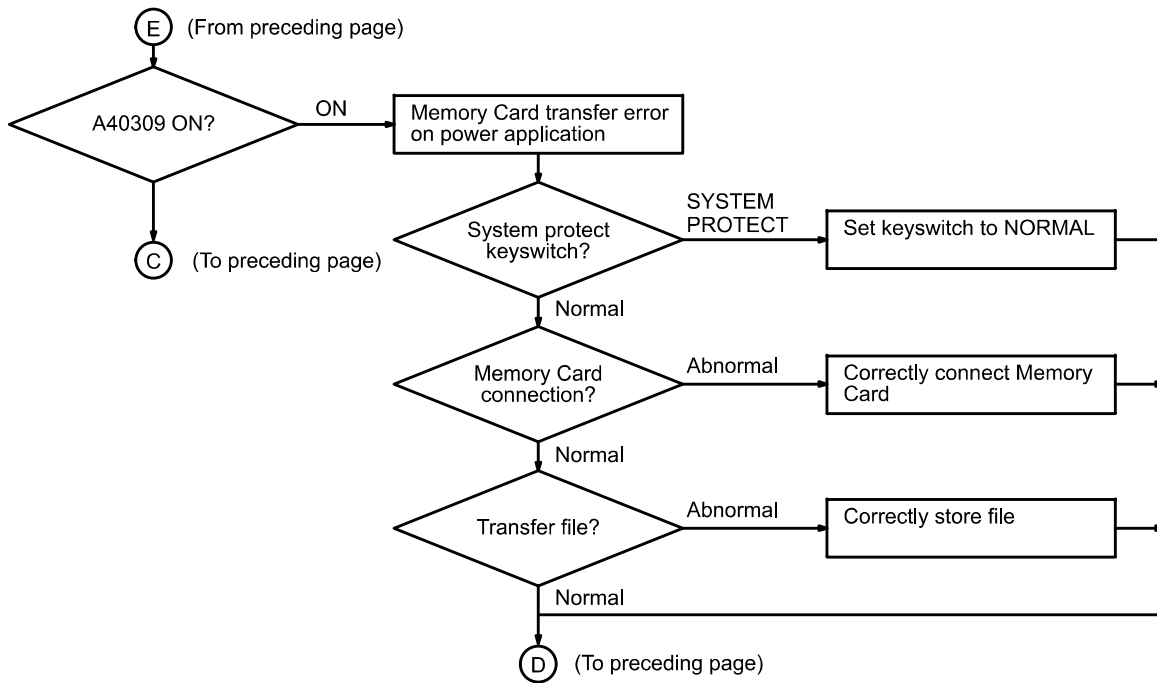 E (From preceding page)
A40309 ON?
ON
Memory Card transfer error
on power application
C (To preceding page)
System protect
keyswitch?
SYSTEM
PROTECT
Set keyswitch to NORMAL
Normal
Memory Card
connection?
Abnormal
Correctly connect Memory
Card
Normal
Transfer file?
Abnormal
Correctly store file
Normal
D (To preceding page)